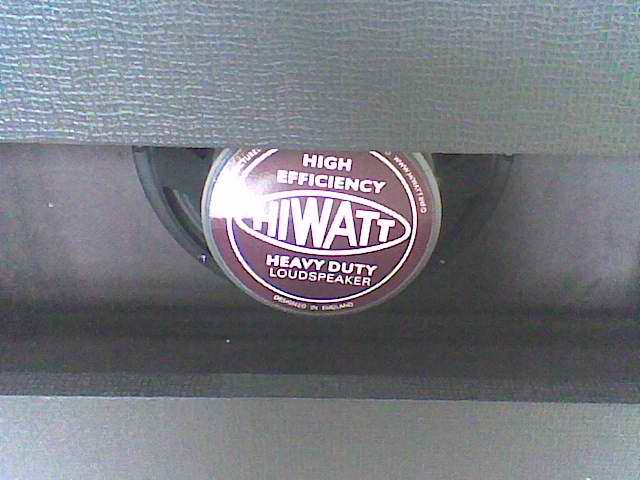 HIGH
EFFICIENCY
HIWATT
HEAVY DUTY
LOUDSPEAKER
DESIGNED IN ENGLAND